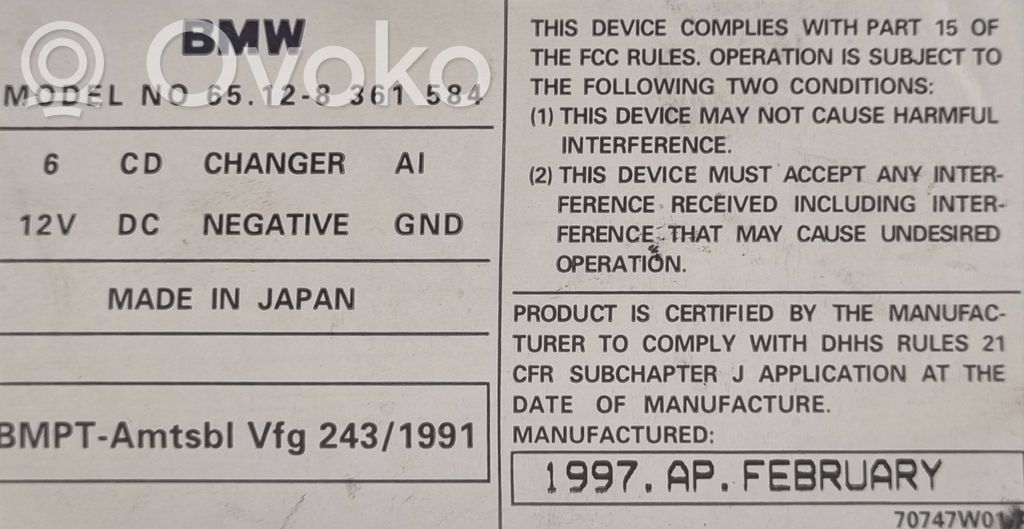 BMW
Ovoko
MODEL NO 65.12-8 361 584
6 CD CHANGER AI
12V DC NEGATIVE GND
MADE IN JAPAN
BMPT-Amtsbl Vfg 243/1991
THIS DEVICE COMPLIES WITH PART 15 OF
THE FCC RULES. OPERATION IS SUBJECT TO
THE FOLLOWING TWO CONDITIONS:
(1) THIS DEVICE MAY NOT CAUSE HARMFUL
INTERFERENCE.
(2) THIS DEVICE MUST ACCEPT ANY INTER-
FERENCE RECEIVED INCLUDING INTER-
FERENCE THAT MAY CAUSE UNDESIRED
OPERATION.
PRODUCT IS CERTIFIED BY THE MANUFAC-
TURER TO COMPLY WITH DHHS RULES 21
CFR SUBCHAPTER J APPLICATION AT THE
DATE OF MANUFACTURE.
MANUFACTURED:
1997. AP. FEBRUARY
70747W01